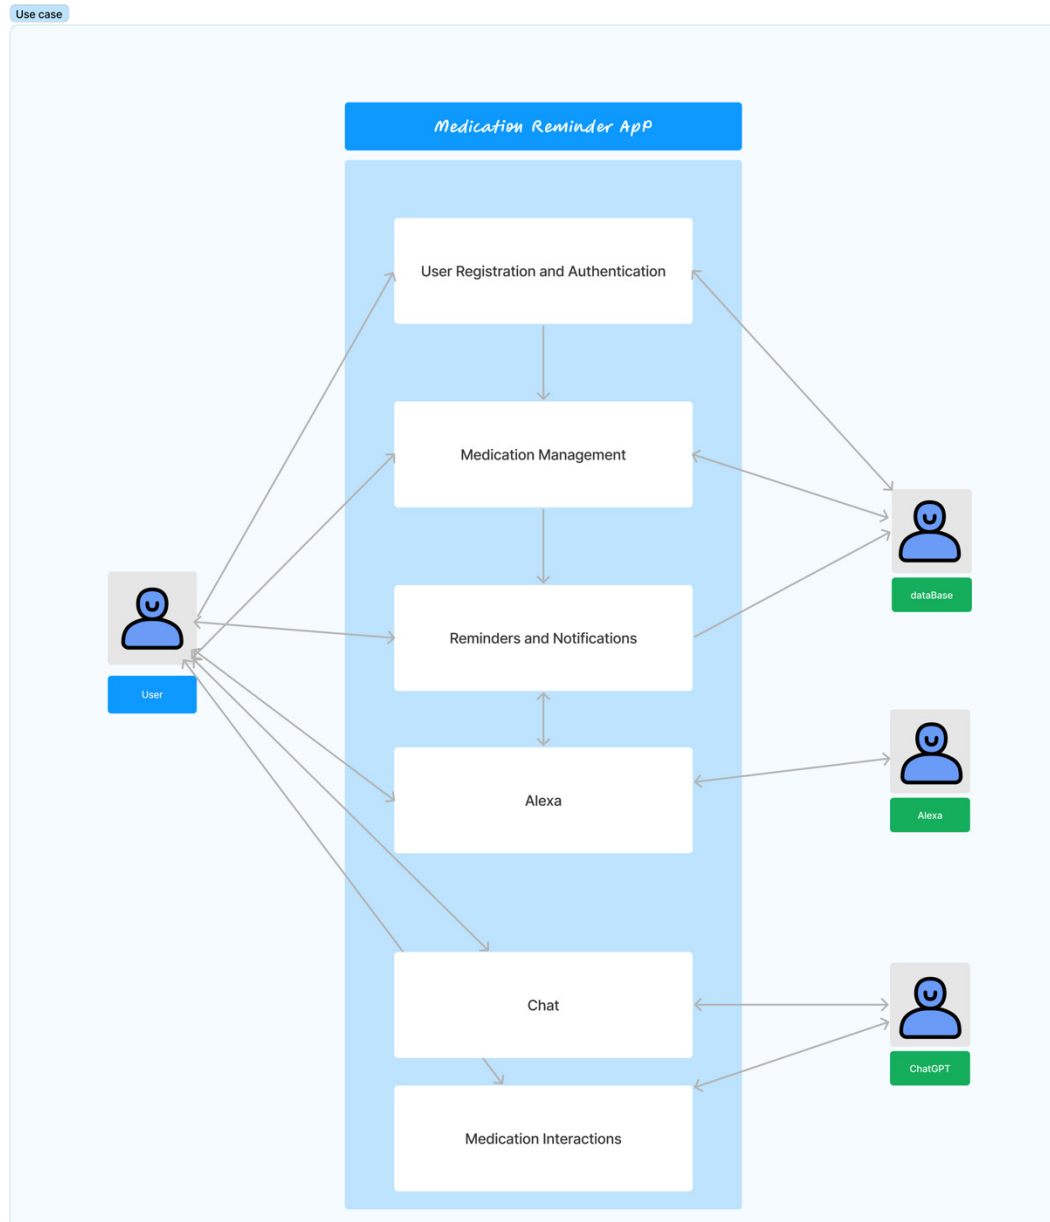 Use case
Medication Reminder App
User Registration and Authentication
Medication Management
dataBase
Reminders and Notifications
User
Alexa
Alexa
Chat
ChatGPT
Medication Interactions